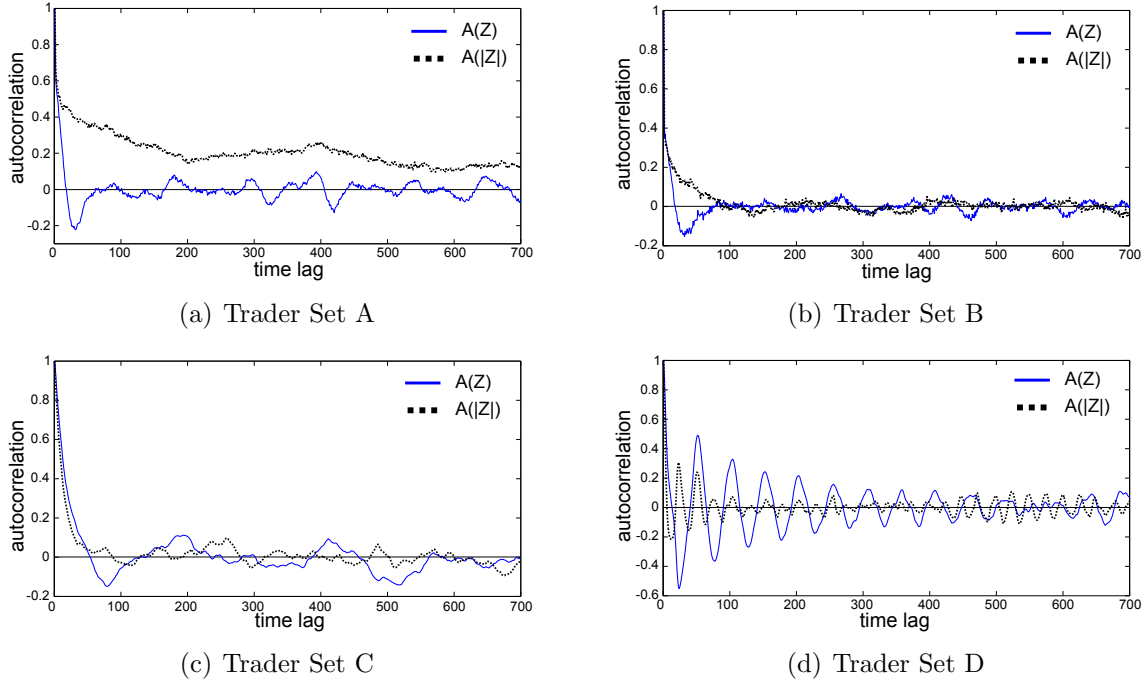 1
0.8
0.6
0.4
0.2
0
-0.2
autocorrelation
A(Z)
A(|Z|)
0 100 200 300 400 500 600 700
time lag
(a) Trader Set A
1
0.8
0.6
0.4
0.2
0
-0.2
autocorrelation
A(Z)
A(|Z|)
0 100 200 300 400 500 600 700
time lag
(b) Trader Set B
1
0.8
0.6
0.4
0.2
0
-0.2
autocorrelation
A(Z)
A(|Z|)
0 100 200 300 400 500 600 700
time lag
(c) Trader Set C
1
0.8
0.6
0.4
0.2
0
-0.2
-0.4
-0.6
autocorrelation
A(Z)
A(|Z|)
0 100 200 300 400 500 600 700
time lag
(d) Trader Set D